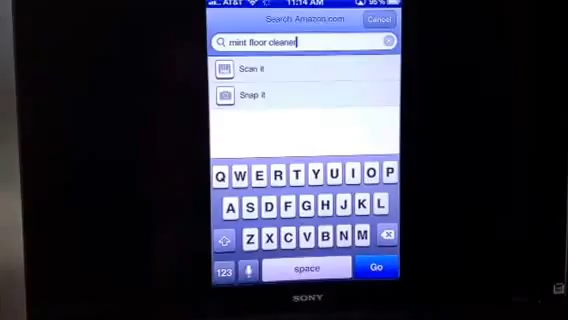 AT&T 11:14 AM 95%
Search Amazon.com Cancel
mint floor cleaner
Scan it
Snap it
Q W E R T Y U I O P
A S D F G H J K L
Z X C V B N M
123 space Go
SONY